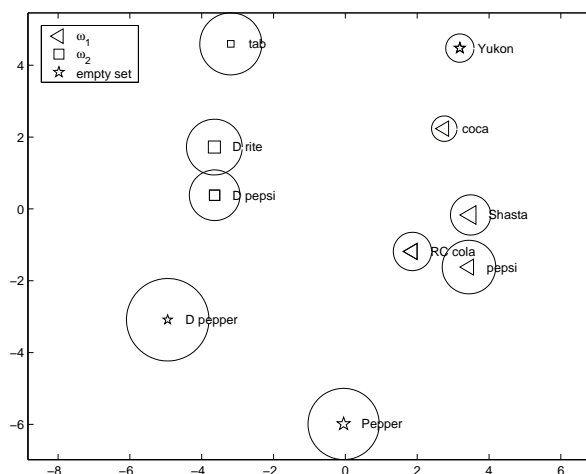 ω1
ω2
empty set
tab
Yukon
coca
D rite
D pepsi
Shasta
RC cola
pepsi
D pepper
Pepper
4
2
0
−2
−4
−6
−8 −6 −4 −2 0 2 4 6